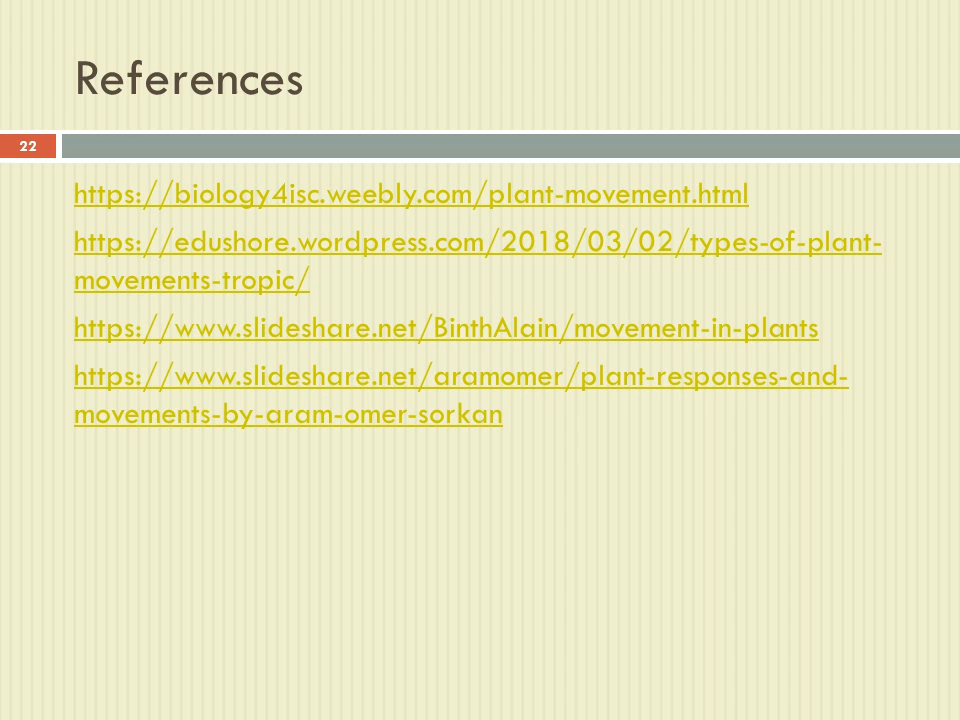 References
22
https://biology4isc.weebly.com/plant-movement.html
https://edushore.wordpress.com/2018/03/02/types-of-plant-
movements-tropic/
https://www.slideshare.net/BinthAlain/movement-in-plants
https://www.slideshare.net/aramomer/plant-responses-and-
movements-by-aram-omer-sorkan